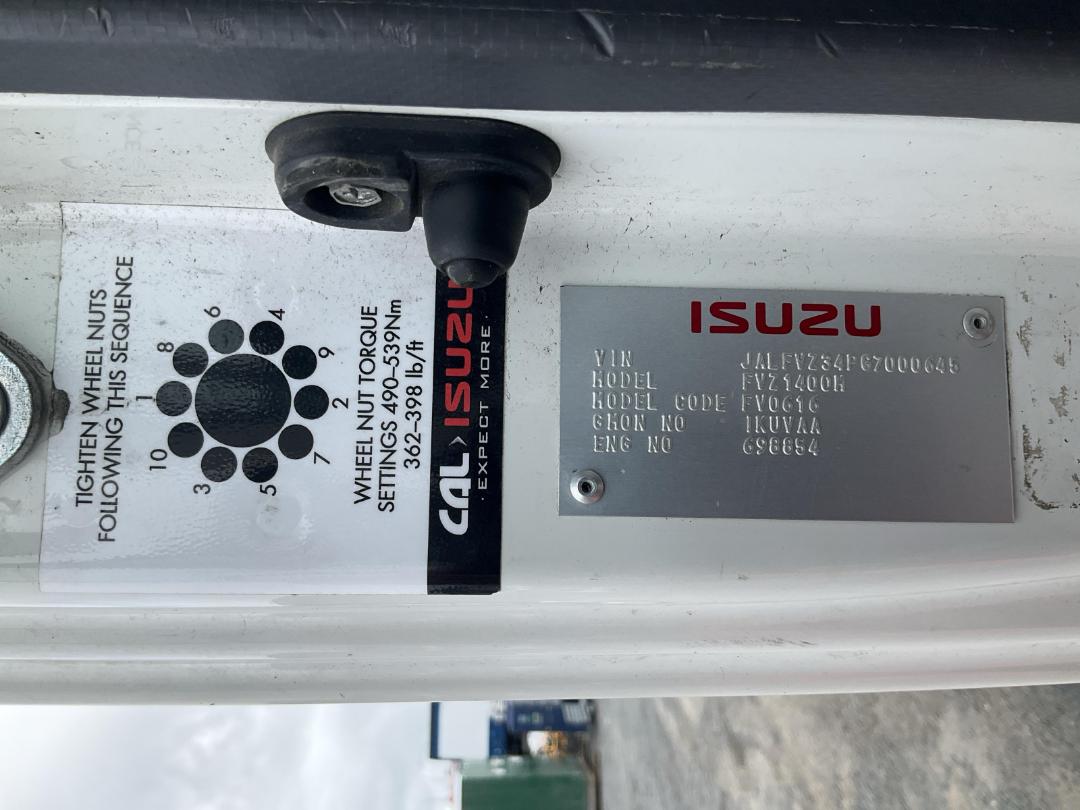 TIGHTEN WHEEL NUTS
FOLLOWING THIS SEQUENCE
1
2
3
4
5
6
7
8
9
10
WHEEL NUT TORQUE
SETTINGS 490–539Nm
362–398 lb/ft
CAL > ISUZU
· EXPECT MORE ·
ISUZU
VIN JALFVZ34PG7000645
MODEL FVZ1400M
MODEL CODE FV0616
GMON NO 1KUVAA
ENG NO 698854